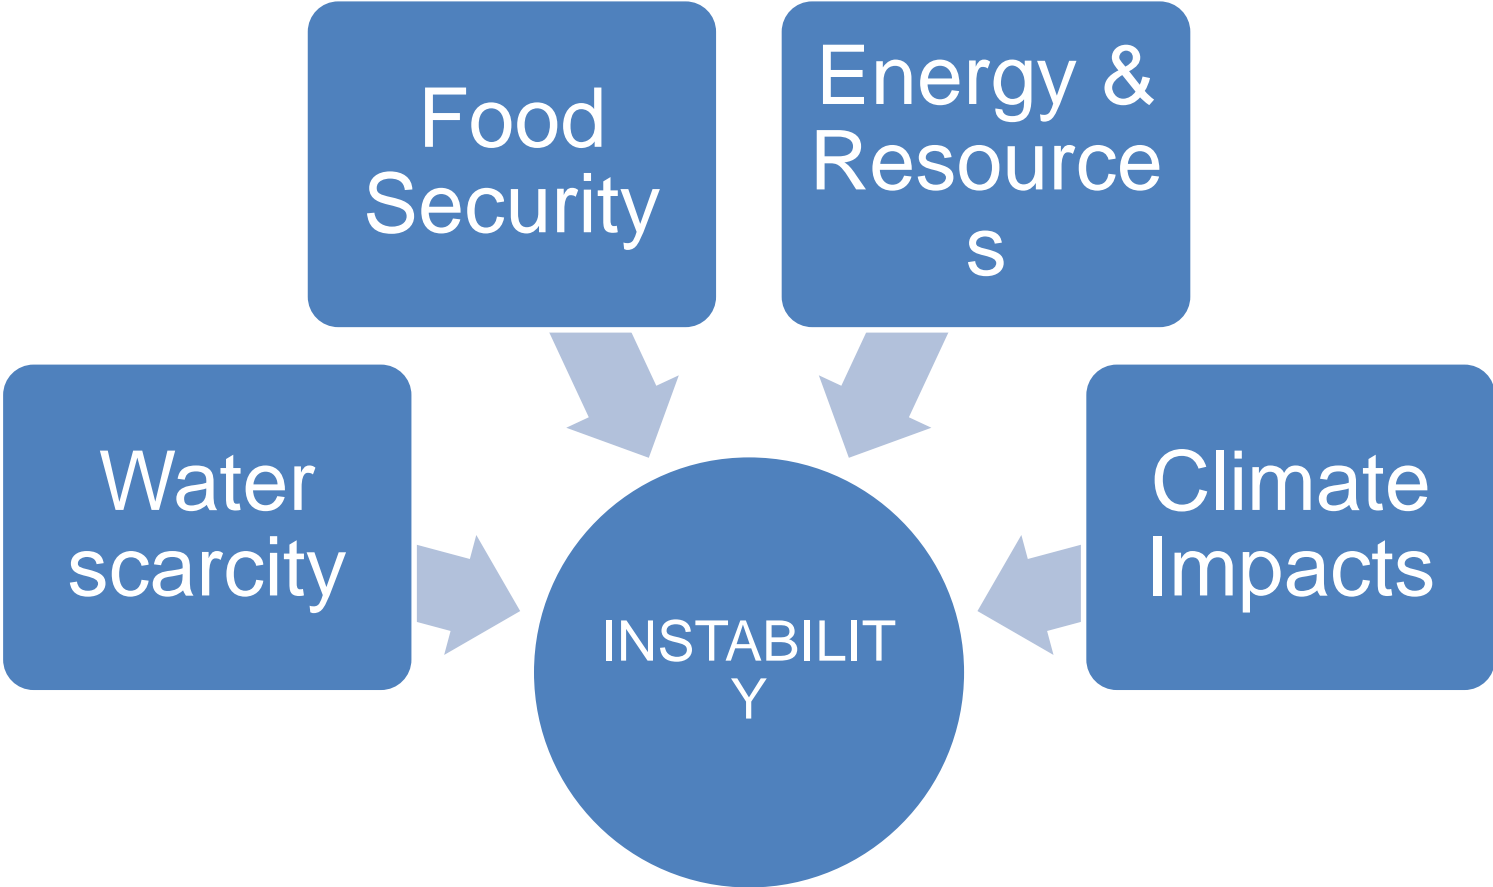 Food
Security
Energy &
Resource
s
Water
scarcity
Climate
Impacts
INSTABILIT
Y